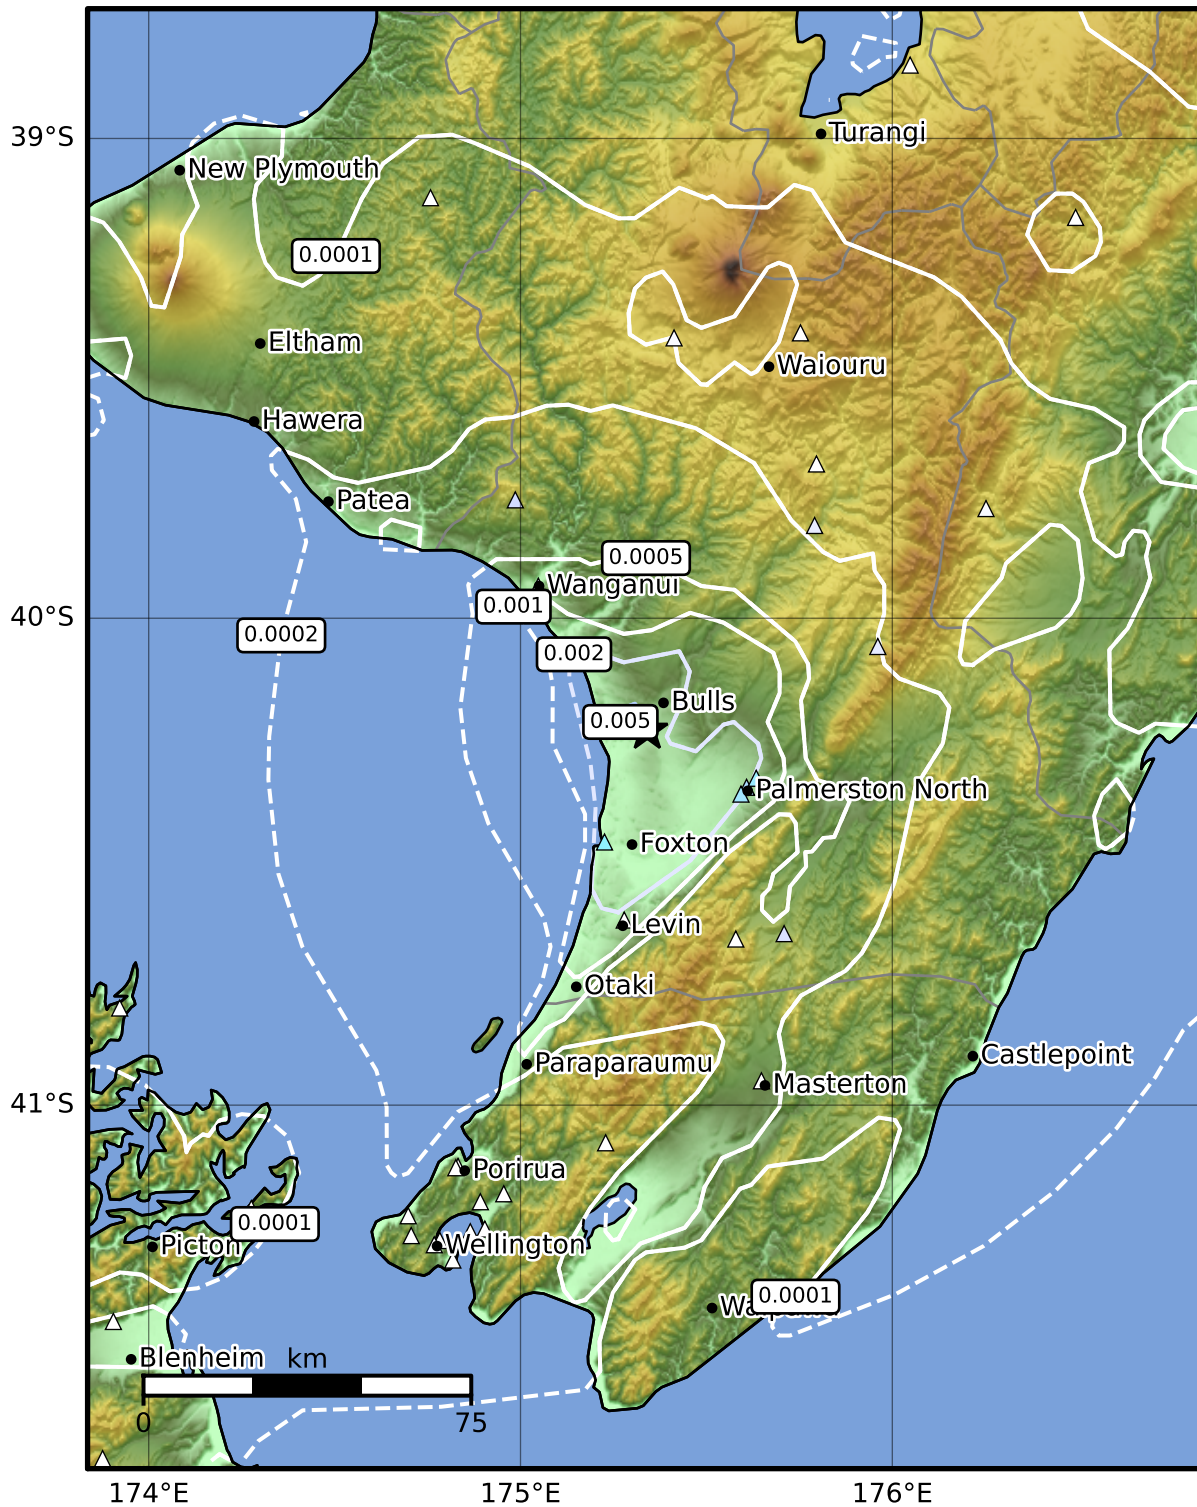 39°S
Turangi
New Plymouth
0.0001
Eltham
Waiouru
Hawera
Patea
0.0005
Wanganui
0.001
40°S
0.0002
0.002
Bulls
0.005
Palmerston North
Foxton
Levin
Otaki
Castlepoint
Paraparaumu
Masterton
41°S
Porirua
0.0001
Picton
Wellington
0.0001
Blenheim
km
0
75
174°E
175°E
176°E